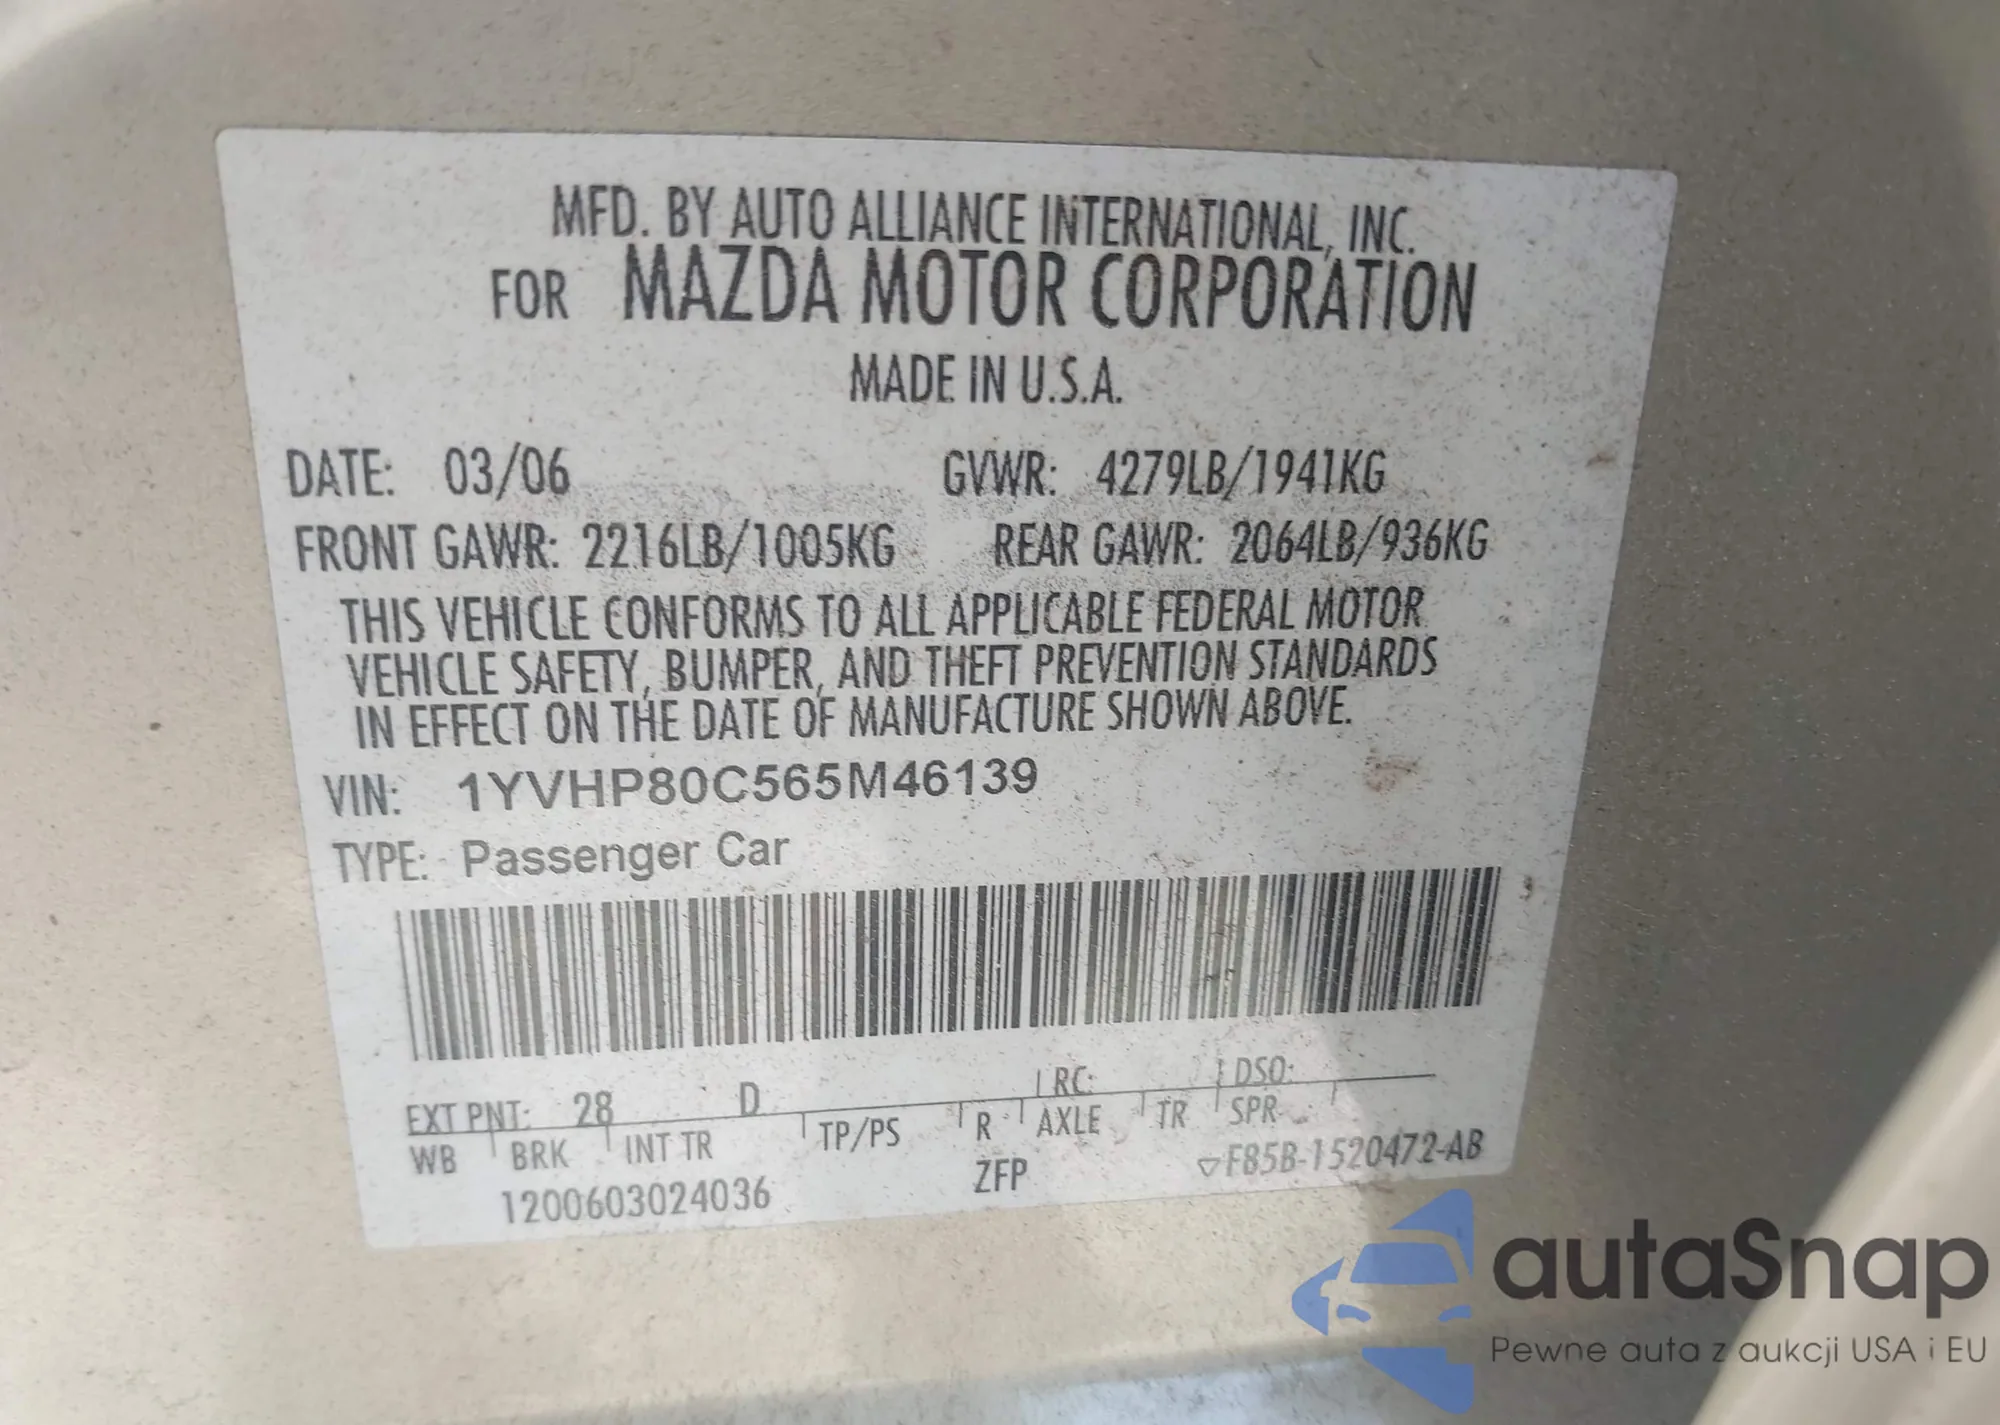 MFD. BY AUTO ALLIANCE INTERNATIONAL, INC.
FOR MAZDA MOTOR CORPORATION
MADE IN U.S.A.
DATE: 03/06 GVWR: 4279LB/1941KG
FRONT GAWR: 2216LB/1005KG REAR GAWR: 2064LB/936KG
THIS VEHICLE CONFORMS TO ALL APPLICABLE FEDERAL MOTOR
VEHICLE SAFETY, BUMPER, AND THEFT PREVENTION STANDARDS
IN EFFECT ON THE DATE OF MANUFACTURE SHOWN ABOVE.
VIN: 1YVHP80C565M46139
TYPE: Passenger Car
EXT PNT: 28 D RC: DSO:
WB BRK INT TR TP/PS R AXLE TR SPR
1200603024036 ZFP ▽F85B-1520472-AB
autaSnap
Pewne auta z aukcji USA i EU